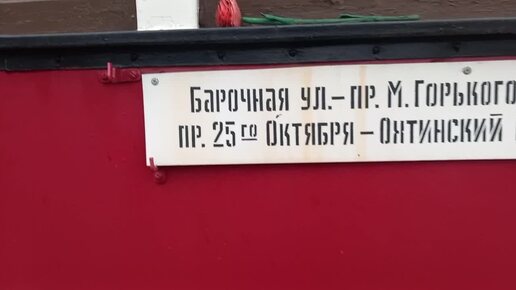 Барочная ул.-пр. М. Горького
пр. 25го Октября - Охтинский